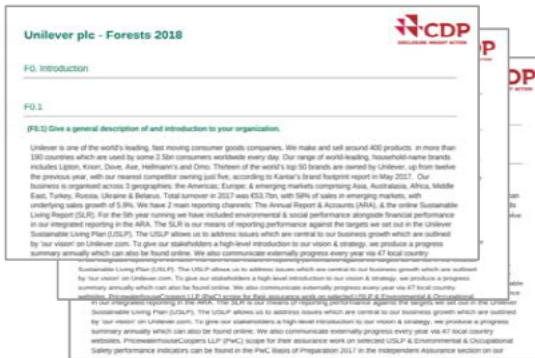 Unilever plc - Forests 2018
CDP
DISCLOSURE INSIGHT ACTION
F0. Introduction
F0.1
(F0.1) Give a general description of and introduction to your organization.
Unilever is one of the world's leading, fast moving consumer goods companies. We make and sell around 400 products in more than
190 countries which are used by some 2.5bn consumers worldwide every day. Our range of world-leading, household-name brands
includes Lipton, Knorr, Dove, Axe, Hellmann's and Omo. Thirteen of the world's top 50 brands are owned by Unilever, up from twelve
the previous year, with our nearest competitor owning just five, according to Kantar's brand footprint report in May 2017. Our
business is organised across 3 geographies: the Americas; Europe; & emerging markets comprising Asia, Australasia, Africa, Middle
East, Turkey, Russia, Ukraine & Belarus. Total turnover in 2017 was €53.7bn, with 58% of sales in emerging markets, with
underlying sales growth of 5.9%. We have 2 main reporting channels: The Annual Report & Accounts (ARA), & the online Sustainable
Living Report (SLR). For the 5th year running we have included environmental & social performance alongside financial performance
in our integrated reporting in the ARA. The SLR is our means of reporting performance against the targets we set out in the Unilever
Sustainable Living Plan (USLP). The USLP allows us to address issues which are central to our business growth which are outlined
by 'our vision' on Unilever.com. To give our stakeholders a high-level introduction to our vision & strategy, we produce a progress
summary annually which can also be found online. We also communicate externally progress every year via 47 local country
DP
DP
Sustainable Living Plan (USLP). The USLP allows us to address issues which are central to our business growth which are outlined
by 'our vision' on Unilever.com. To give our stakeholders a high-level introduction to our vision & strategy, we produce a progress
summary annually which can also be found online. We also communicate externally progress every year via 47 local country
websites. PricewaterhouseCoopers LLP (PwC) scope for their assurance work on selected USLP & Environmental & Occupational
in our integrated reporting in the ARA. The SLR is our means of reporting performance against the targets we set out in the Unilever
Sustainable Living Plan (USLP). The USLP allows us to address issues which are central to our business growth which are outlined
by 'our vision' on Unilever.com. To give our stakeholders a high-level introduction to our vision & strategy, we produce a progress
summary annually which can also be found online. We also communicate externally progress every year via 47 local country
websites. PricewaterhouseCoopers LLP (PwC) scope for their assurance work on selected USLP & Environmental & Occupational
Safety performance indicators can be found in the PwC Basis of Preparation 2017 in the Independent Assurance section on our